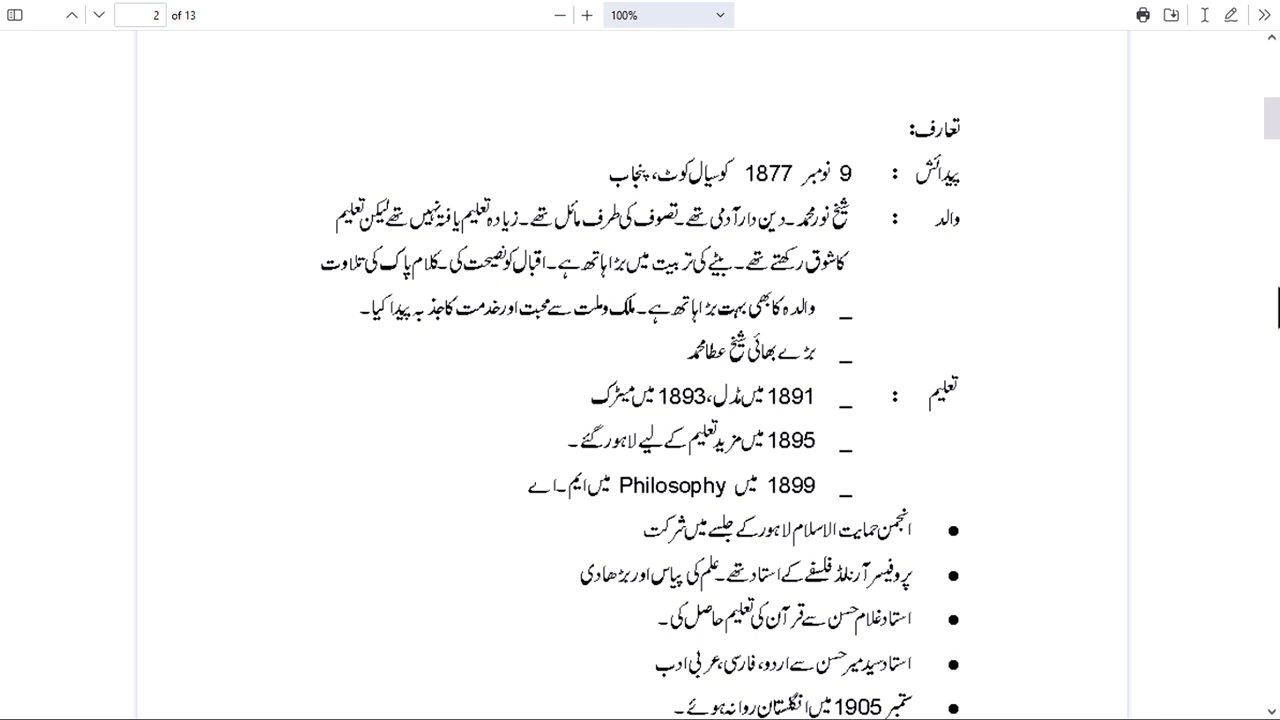 2 of 13
100%
تعارف:
پیدائش : 9 نومبر 1877 کو سیال کوٹ، پنجاب
والد : شیخ نور محمد۔ دین دار آدمی تھے۔ تصوف کی طرف مائل تھے۔ زیادہ تعلیم یافتہ نہیں تھے لیکن تعلیم
کا شوق رکھتے تھے۔ بیٹے کی تربیت میں بڑا ہاتھ ہے۔ اقبال کو نصیحت کی۔ کلام پاک کی تلاوت
_ والدہ کا بھی بہت بڑا ہاتھ ہے۔ ملک و ملت سے محبت اور خدمت کا جذبہ پیدا کیا۔
_ بڑے بھائی شیخ عطا محمد
تعلیم : _ 1891 میں مڈل، 1893 میں میٹرک
_ 1895 میں مزید تعلیم کے لیے لاہور گئے۔
_ 1899 میں Philosophy میں ایم۔اے
● انجمن حمایت الاسلام لاہور کے جلسے میں شرکت
● پروفیسر آرنلڈ فلسفے کے استاد تھے۔ علم کی پیاس اور بڑھا دی
● استاد غلام حسن سے قرآن کی تعلیم حاصل کی۔
● استاد سید میر حسن سے اردو، فارسی، عربی ادب
● ستمبر 1905 میں انگلستان روانہ ہوئے۔